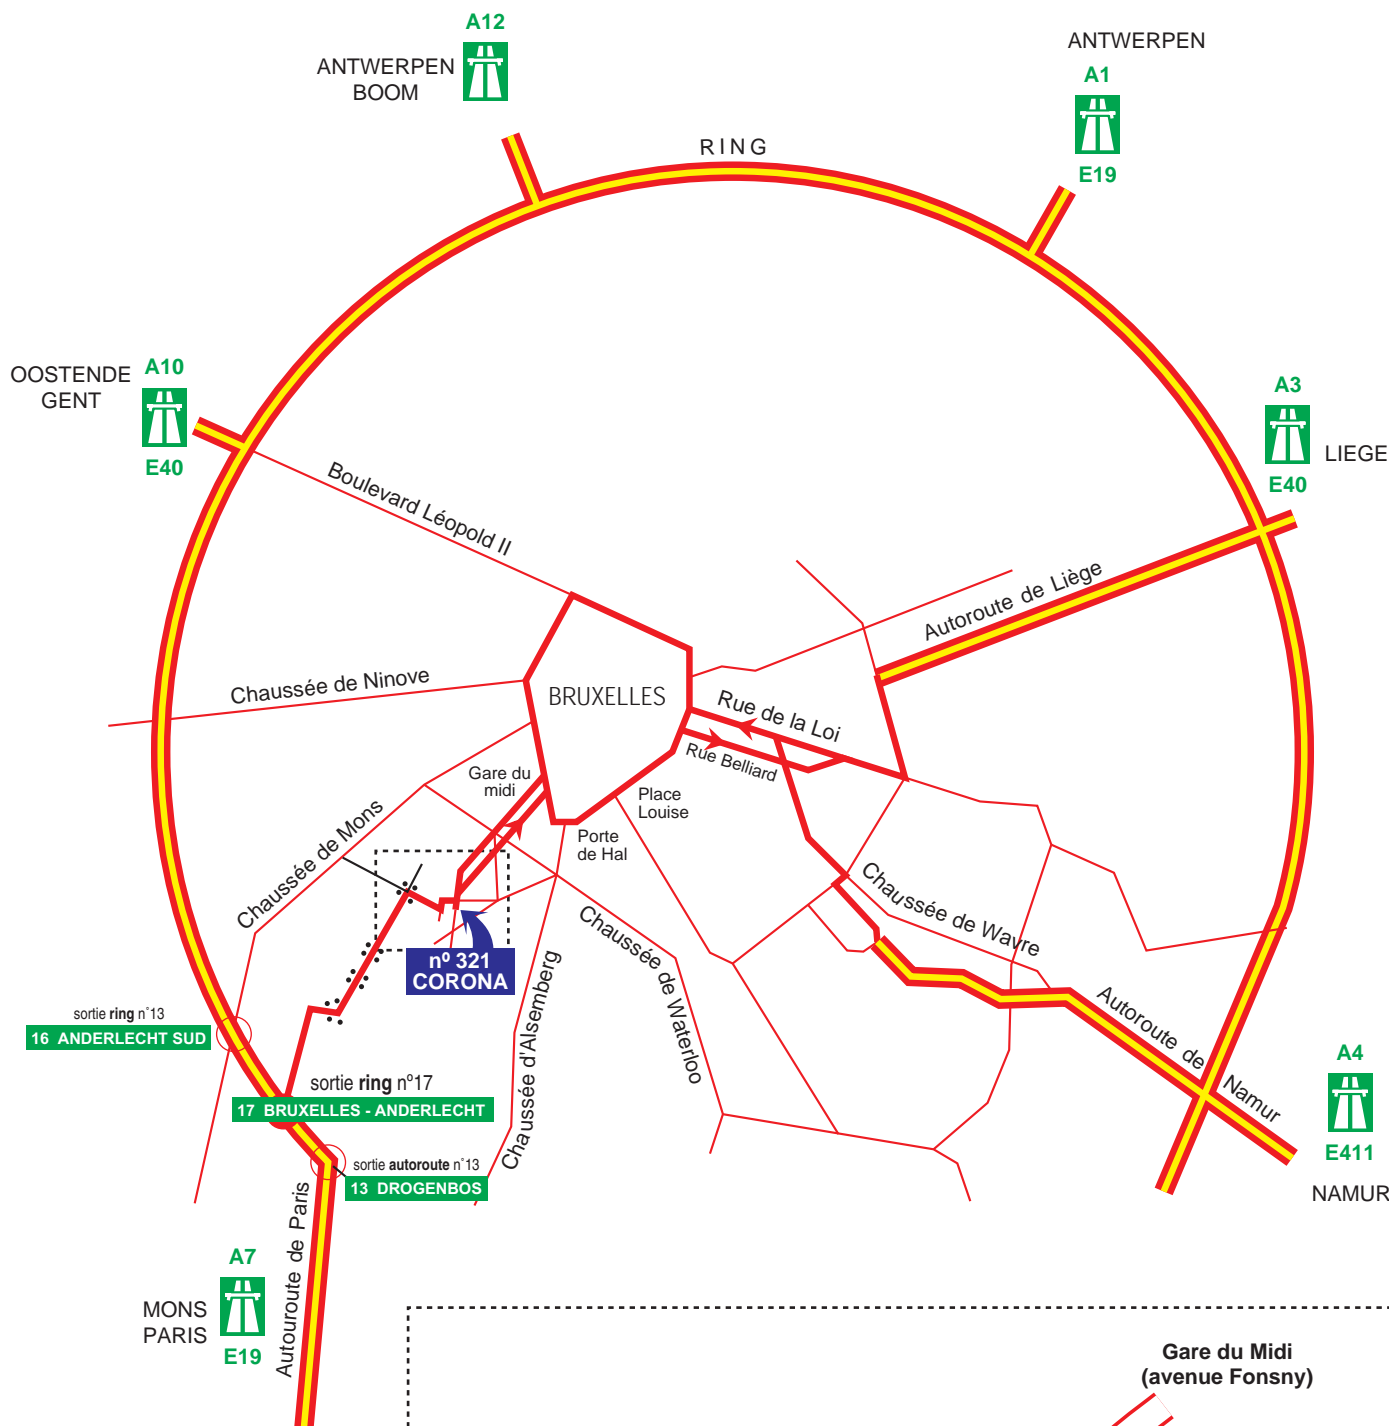 A12
ANTWERPEN
BOOM
ANTWERPEN
A1
E19
RING
A10
OOSTENDE
GENT
E40
A3
LIEGE
E40
Boulevard Léopold II
Autoroute de Liège
Chaussée de Ninove
BRUXELLES
Rue de la Loi
Rue Belliard
Gare du
midi
Place
Louise
Porte
de Hal
Chaussée de Mons
Chaussée de Wavre
nº 321
CORONA
Chaussée de Waterloo
Chaussée d'Alsemberg
Autoroute de Namur
sortie ring n°13
16 ANDERLECHT SUD
sortie ring nº17
17 BRUXELLES - ANDERLECHT
sortie autoroute n°13
13 DROGENBOS
A4
E411
NAMUR
Autouroute de Paris
A7
MONS
PARIS
E19
Gare du Midi
(avenue Fonsny)